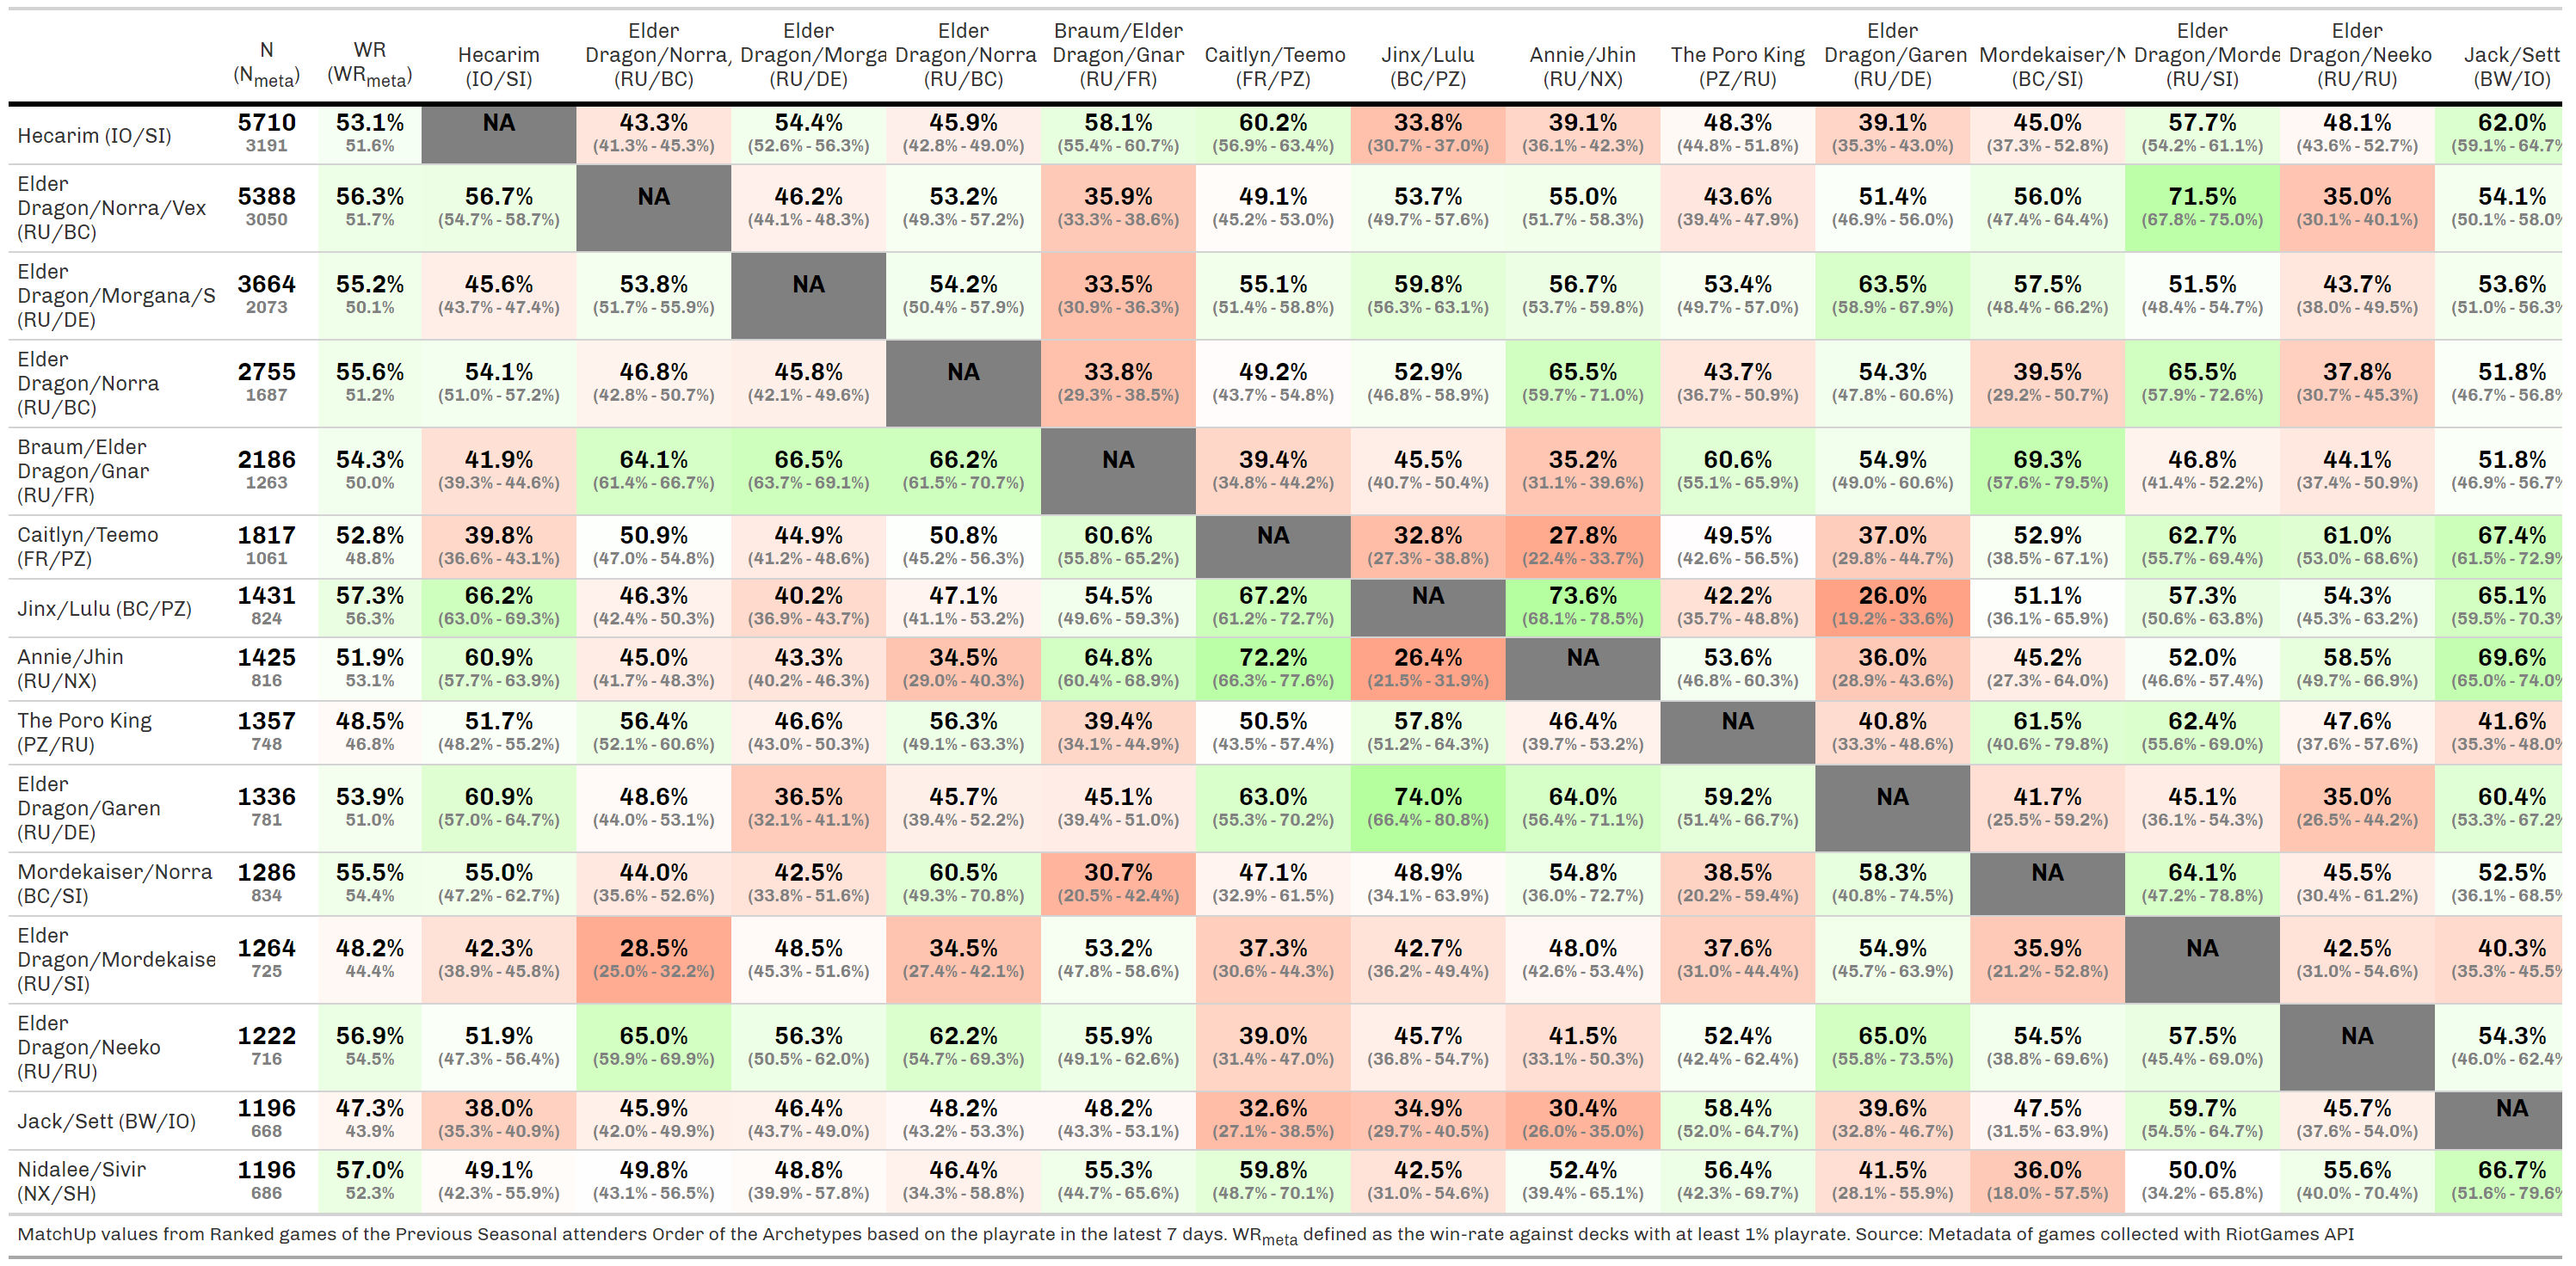 N (Nmeta) WR (WRmeta) Hecarim (IO/SI) Elder Dragon/Norra, (RU/BC) Elder Dragon/Morga (RU/DE) Elder Dragon/Norra (RU/BC) Braum/Elder Dragon/Gnar (RU/FR) Caitlyn/Teemo (FR/PZ) Jinx/Lulu (BC/PZ) Annie/Jhin (RU/NX) The Poro King (PZ/RU) Elder Dragon/Garen (RU/DE) Mordekaiser/N (BC/SI) Elder Dragon/Morde (RU/SI) Elder Dragon/Neeko (RU/RU) Jack/Sett (BW/IO)
Hecarim (IO/SI)
5710 53.1% NA 43.3% 54.4% 45.9% 58.1% 60.2% 33.8% 39.1% 48.3% 39.1% 45.0% 57.7% 48.1% 62.0%
3191 51.6% (41.3% - 45.3%) (52.6% - 56.3%) (42.8% - 49.0%) (55.4% - 60.7%) (56.9% - 63.4%) (30.7% - 37.0%) (36.1% - 42.3%) (44.8% - 51.8%) (35.3% - 43.0%) (37.3% - 52.8%) (54.2% - 61.1%) (43.6% - 52.7%) (59.1% - 64.7%
Elder Dragon/Norra/Vex (RU/BC)
5388 56.3% 56.7% NA 46.2% 53.2% 35.9% 49.1% 53.7% 55.0% 43.6% 51.4% 56.0% 71.5% 35.0% 54.1%
3050 51.7% (54.7% - 58.7%) (44.1% - 48.3%) (49.3% - 57.2%) (33.3% - 38.6%) (45.2% - 53.0%) (49.7% - 57.6%) (51.7% - 58.3%) (39.4% - 47.9%) (46.9% - 56.0%) (47.4% - 64.4%) (67.8% - 75.0%) (30.1% - 40.1%) (50.1% - 58.0%
Elder Dragon/Morgana/S (RU/DE)
3664 55.2% 45.6% 53.8% NA 54.2% 33.5% 55.1% 59.8% 56.7% 53.4% 63.5% 57.5% 51.5% 43.7% 53.6%
2073 50.1% (43.7% - 47.4%) (51.7% - 55.9%) (50.4% - 57.9%) (30.9% - 36.3%) (51.4% - 58.8%) (56.3% - 63.1%) (53.7% - 59.8%) (49.7% - 57.0%) (58.9% - 67.9%) (48.4% - 66.2%) (48.4% - 54.7%) (38.0% - 49.5%) (51.0% - 56.3%
Elder Dragon/Norra (RU/BC)
2755 55.6% 54.1% 46.8% 45.8% NA 33.8% 49.2% 52.9% 65.5% 43.7% 54.3% 39.5% 65.5% 37.8% 51.8%
1687 51.2% (51.0% - 57.2%) (42.8% - 50.7%) (42.1% - 49.6%) (29.3% - 38.5%) (43.7% - 54.8%) (46.8% - 58.9%) (59.7% - 71.0%) (36.7% - 50.9%) (47.8% - 60.6%) (29.2% - 50.7%) (57.9% - 72.6%) (30.7% - 45.3%) (46.7% - 56.8%
Braum/Elder Dragon/Gnar (RU/FR)
2186 54.3% 41.9% 64.1% 66.5% 66.2% NA 39.4% 45.5% 35.2% 60.6% 54.9% 69.3% 46.8% 44.1% 51.8%
1263 50.0% (39.3% - 44.6%) (61.4% - 66.7%) (63.7% - 69.1%) (61.5% - 70.7%) (34.8% - 44.2%) (40.7% - 50.4%) (31.1% - 39.6%) (55.1% - 65.9%) (49.0% - 60.6%) (57.6% - 79.5%) (41.4% - 52.2%) (37.4% - 50.9%) (46.9% - 56.7%
Caitlyn/Teemo (FR/PZ)
1817 52.8% 39.8% 50.9% 44.9% 50.8% 60.6% NA 32.8% 27.8% 49.5% 37.0% 52.9% 62.7% 61.0% 67.4%
1061 48.8% (36.6% - 43.1%) (47.0% - 54.8%) (41.2% - 48.6%) (45.2% - 56.3%) (55.8% - 65.2%) (27.3% - 38.8%) (22.4% - 33.7%) (42.6% - 56.5%) (29.8% - 44.7%) (38.5% - 67.1%) (55.7% - 69.4%) (53.0% - 68.6%) (61.5% - 72.9%
Jinx/Lulu (BC/PZ)
1431 57.3% 66.2% 46.3% 40.2% 47.1% 54.5% 67.2% NA 73.6% 42.2% 26.0% 51.1% 57.3% 54.3% 65.1%
824 56.3% (63.0% - 69.3%) (42.4% - 50.3%) (36.9% - 43.7%) (41.1% - 53.2%) (49.6% - 59.3%) (61.2% - 72.7%) (68.1% - 78.5%) (35.7% - 48.8%) (19.2% - 33.6%) (36.1% - 65.9%) (50.6% - 63.8%) (45.3% - 63.2%) (59.5% - 70.3%
Annie/Jhin (RU/NX)
1425 51.9% 60.9% 45.0% 43.3% 34.5% 64.8% 72.2% 26.4% NA 53.6% 36.0% 45.2% 52.0% 58.5% 69.6%
816 53.1% (57.7% - 63.9%) (41.7% - 48.3%) (40.2% - 46.3%) (29.0% - 40.3%) (60.4% - 68.9%) (66.3% - 77.6%) (21.5% - 31.9%) (46.8% - 60.3%) (28.9% - 43.6%) (27.3% - 64.0%) (46.6% - 57.4%) (49.7% - 66.9%) (65.0% - 74.0%
The Poro King (PZ/RU)
1357 48.5% 51.7% 56.4% 46.6% 56.3% 39.4% 50.5% 57.8% 46.4% NA 40.8% 61.5% 62.4% 47.6% 41.6%
748 46.8% (48.2% - 55.2%) (52.1% - 60.6%) (43.0% - 50.3%) (49.1% - 63.3%) (34.1% - 44.9%) (43.5% - 57.4%) (51.2% - 64.3%) (39.7% - 53.2%) (33.3% - 48.6%) (40.6% - 79.8%) (55.6% - 69.0%) (37.6% - 57.6%) (35.3% - 48.0%
Elder Dragon/Garen (RU/DE)
1336 53.9% 60.9% 48.6% 36.5% 45.7% 45.1% 63.0% 74.0% 64.0% 59.2% NA 41.7% 45.1% 35.0% 60.4%
781 51.0% (57.0% - 64.7%) (44.0% - 53.1%) (32.1% - 41.1%) (39.4% - 52.2%) (39.4% - 51.0%) (55.3% - 70.2%) (66.4% - 80.8%) (56.4% - 71.1%) (51.4% - 66.7%) (25.5% - 59.2%) (36.1% - 54.3%) (26.5% - 44.2%) (53.3% - 67.2%
Mordekaiser/Norra (BC/SI)
1286 55.5% 55.0% 44.0% 42.5% 60.5% 30.7% 47.1% 48.9% 54.8% 38.5% 58.3% NA 64.1% 45.5% 52.5%
834 54.4% (47.2% - 62.7%) (35.6% - 52.6%) (33.8% - 51.6%) (49.3% - 70.8%) (20.5% - 42.4%) (32.9% - 61.5%) (34.1% - 63.9%) (36.0% - 72.7%) (20.2% - 59.4%) (40.8% - 74.5%) (47.2% - 78.8%) (30.4% - 61.2%) (36.1% - 68.5%
Elder Dragon/Mordekaise (RU/SI)
1264 48.2% 42.3% 28.5% 48.5% 34.5% 53.2% 37.3% 42.7% 48.0% 37.6% 54.9% 35.9% NA 42.5% 40.3%
725 44.4% (38.9% - 45.8%) (25.0% - 32.2%) (45.3% - 51.6%) (27.4% - 42.1%) (47.8% - 58.6%) (30.6% - 44.3%) (36.2% - 49.4%) (42.6% - 53.4%) (31.0% - 44.4%) (45.7% - 63.9%) (21.2% - 52.8%) (31.0% - 54.6%) (35.3% - 45.5%
Elder Dragon/Neeko (RU/RU)
1222 56.9% 51.9% 65.0% 56.3% 62.2% 55.9% 39.0% 45.7% 41.5% 52.4% 65.0% 54.5% 57.5% NA 54.3%
716 54.5% (47.3% - 56.4%) (59.9% - 69.9%) (50.5% - 62.0%) (54.7% - 69.3%) (49.1% - 62.6%) (31.4% - 47.0%) (36.8% - 54.7%) (33.1% - 50.3%) (42.4% - 62.4%) (55.8% - 73.5%) (38.8% - 69.6%) (45.4% - 69.0%) (46.0% - 62.4%
Jack/Sett (BW/IO)
1196 47.3% 38.0% 45.9% 46.4% 48.2% 48.2% 32.6% 34.9% 30.4% 58.4% 39.6% 47.5% 59.7% 45.7% NA
668 43.9% (35.3% - 40.9%) (42.0% - 49.9%) (43.7% - 49.0%) (43.2% - 53.3%) (43.3% - 53.1%) (27.1% - 38.5%) (29.7% - 40.5%) (26.0% - 35.0%) (52.0% - 64.7%) (32.8% - 46.7%) (31.5% - 63.9%) (54.5% - 64.7%) (37.6% - 54.0%)
Nidalee/Sivir (NX/SH)
1196 57.0% 49.1% 49.8% 48.8% 46.4% 55.3% 59.8% 42.5% 52.4% 56.4% 41.5% 36.0% 50.0% 55.6% 66.7%
686 52.3% (42.3% - 55.9%) (43.1% - 56.5%) (39.9% - 57.8%) (34.3% - 58.8%) (44.7% - 65.6%) (48.7% - 70.1%) (31.0% - 54.6%) (39.4% - 65.1%) (42.3% - 69.7%) (28.1% - 55.9%) (18.0% - 57.5%) (34.2% - 65.8%) (40.0% - 70.4%) (51.6% - 79.6%
MatchUp values from Ranked games of the Previous Seasonal attenders Order of the Archetypes based on the playrate in the latest 7 days. WRmeta defined as the win-rate against decks with at least 1% playrate. Source: Metadata of games collected with RiotGames API